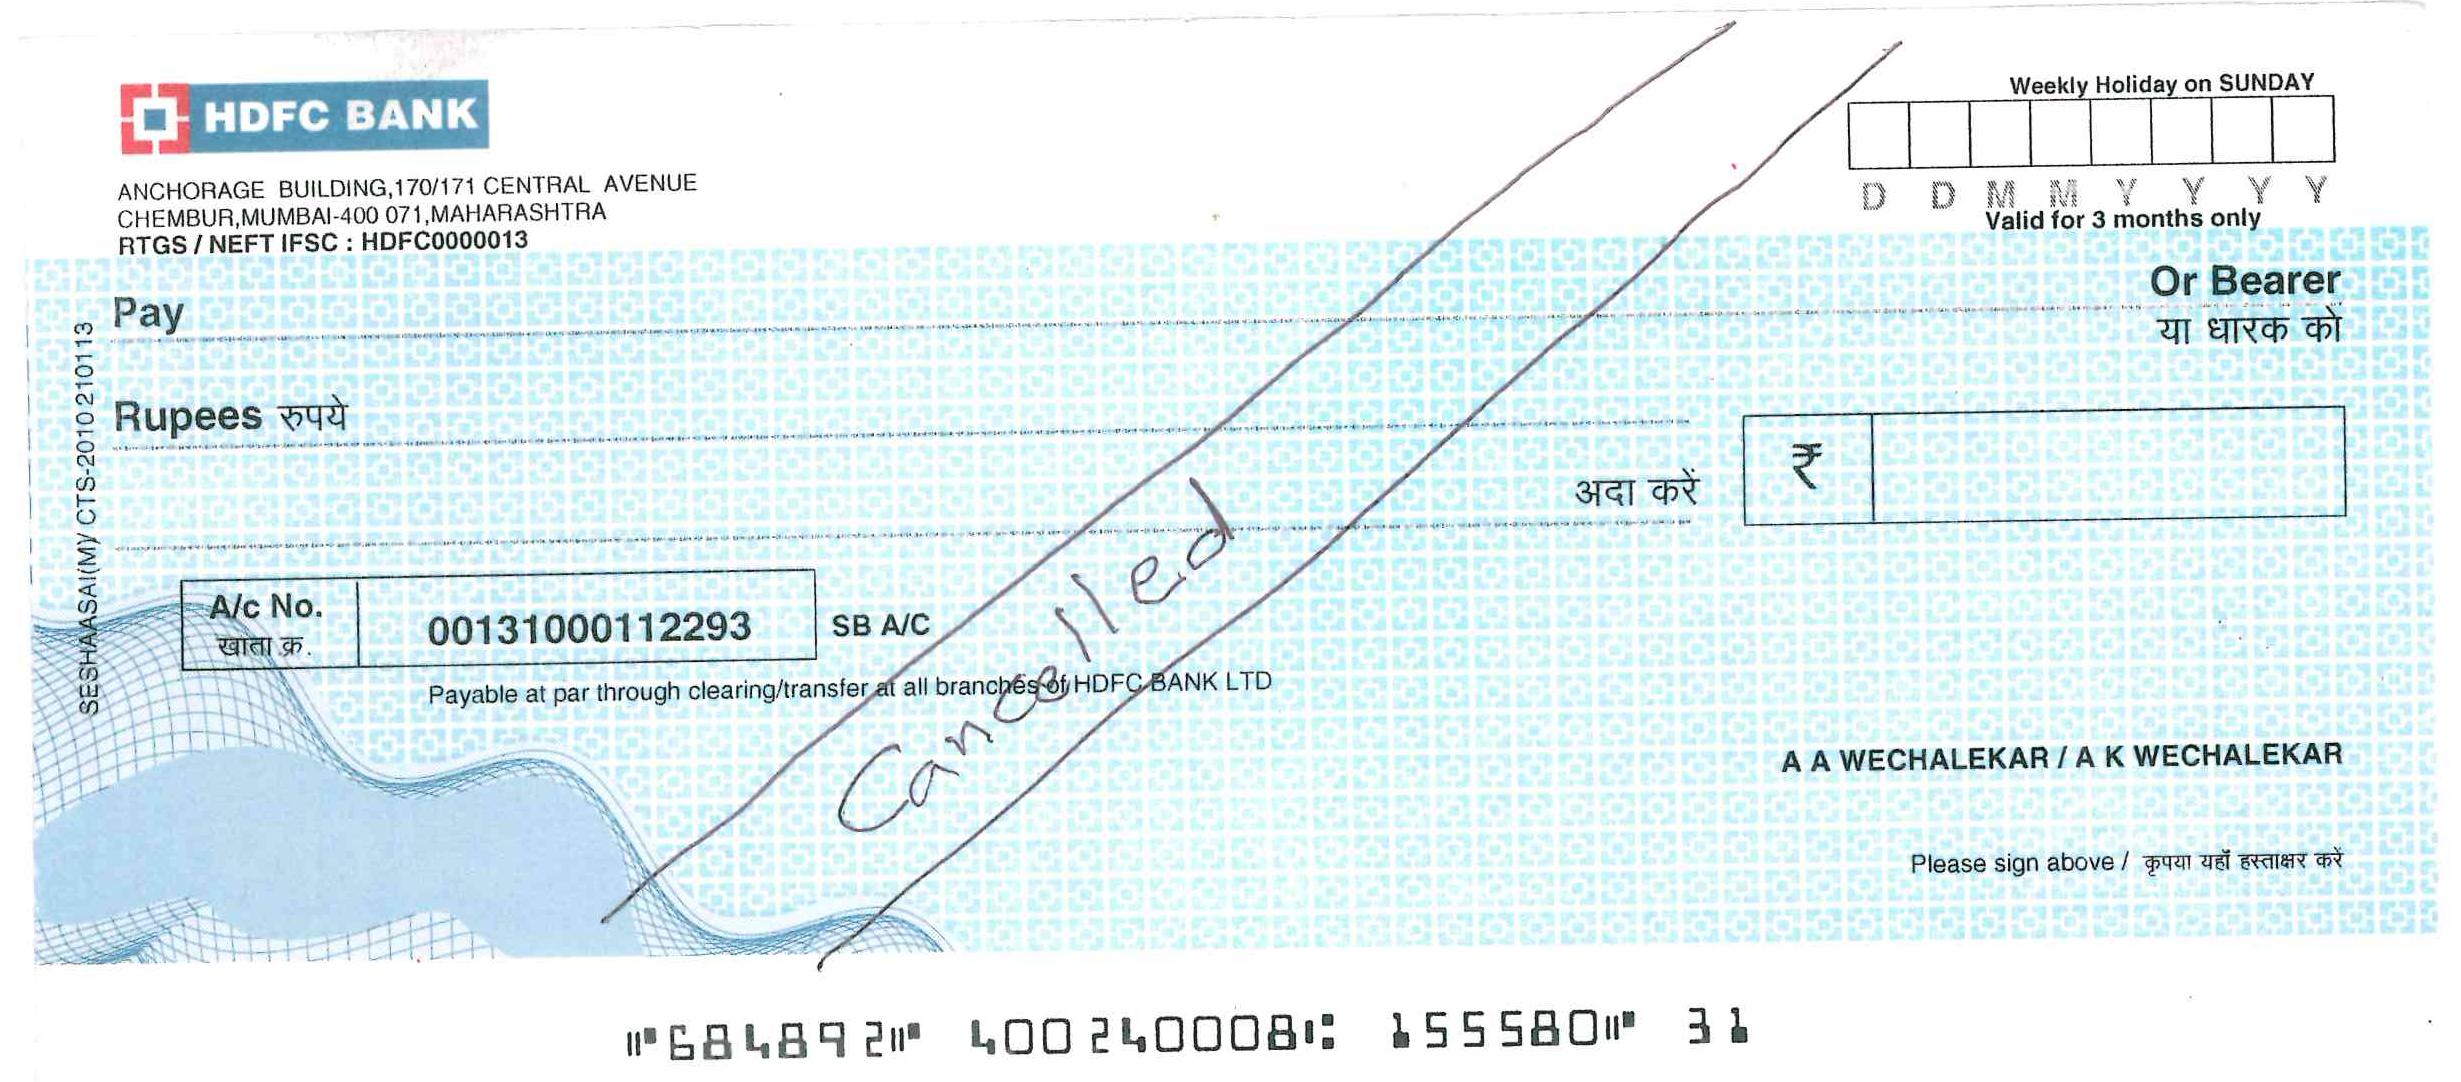 HDFC BANK
Weekly Holiday on SUNDAY
D D M M Y Y Y Y
Valid for 3 months only
ANCHORAGE BUILDING,170/171 CENTRAL AVENUE
CHEMBUR,MUMBAI-400 071,MAHARASHTRA
RTGS / NEFT IFSC : HDFC0000013
Pay
Or Bearer
या धारक को
Rupees रुपये
अदा करें
₹
A/c No.
खाता क्र.
00131000112293
SB A/C
Payable at par through clearing/transfer at all branches of HDFC BANK LTD
Cancelled
A A WECHALEKAR / A K WECHALEKAR
Please sign above / कृपया यहाँ हस्ताक्षर करें
SESHAASAI(M)/ CTS-2010 210113
⑈684892⑈ 400240008⑆ 155580⑈ 31